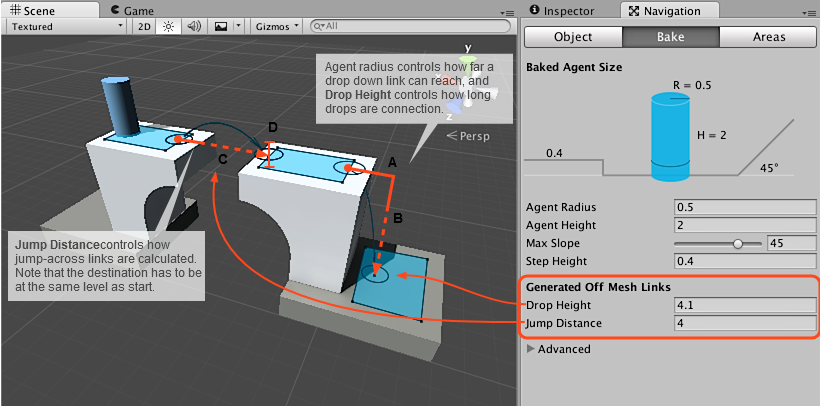 Scene
Game
Textured
2D
Gizmos
All
y
z
Persp
Agent radius controls how far a
drop down link can reach, and
Drop Height controls how long
drops are connection.
D
C
A
B
Jump Distancecontrols how
jump-across links are calculated.
Note that the destination has to be
at the same level as start.
Inspector
Navigation
Object
Bake
Areas
Baked Agent Size
R = 0.5
H = 2
0.4
45°
Agent Radius
0.5
Agent Height
2
Max Slope
45
Step Height
0.4
Generated Off Mesh Links
Drop Height
4.1
Jump Distance
4
Advanced